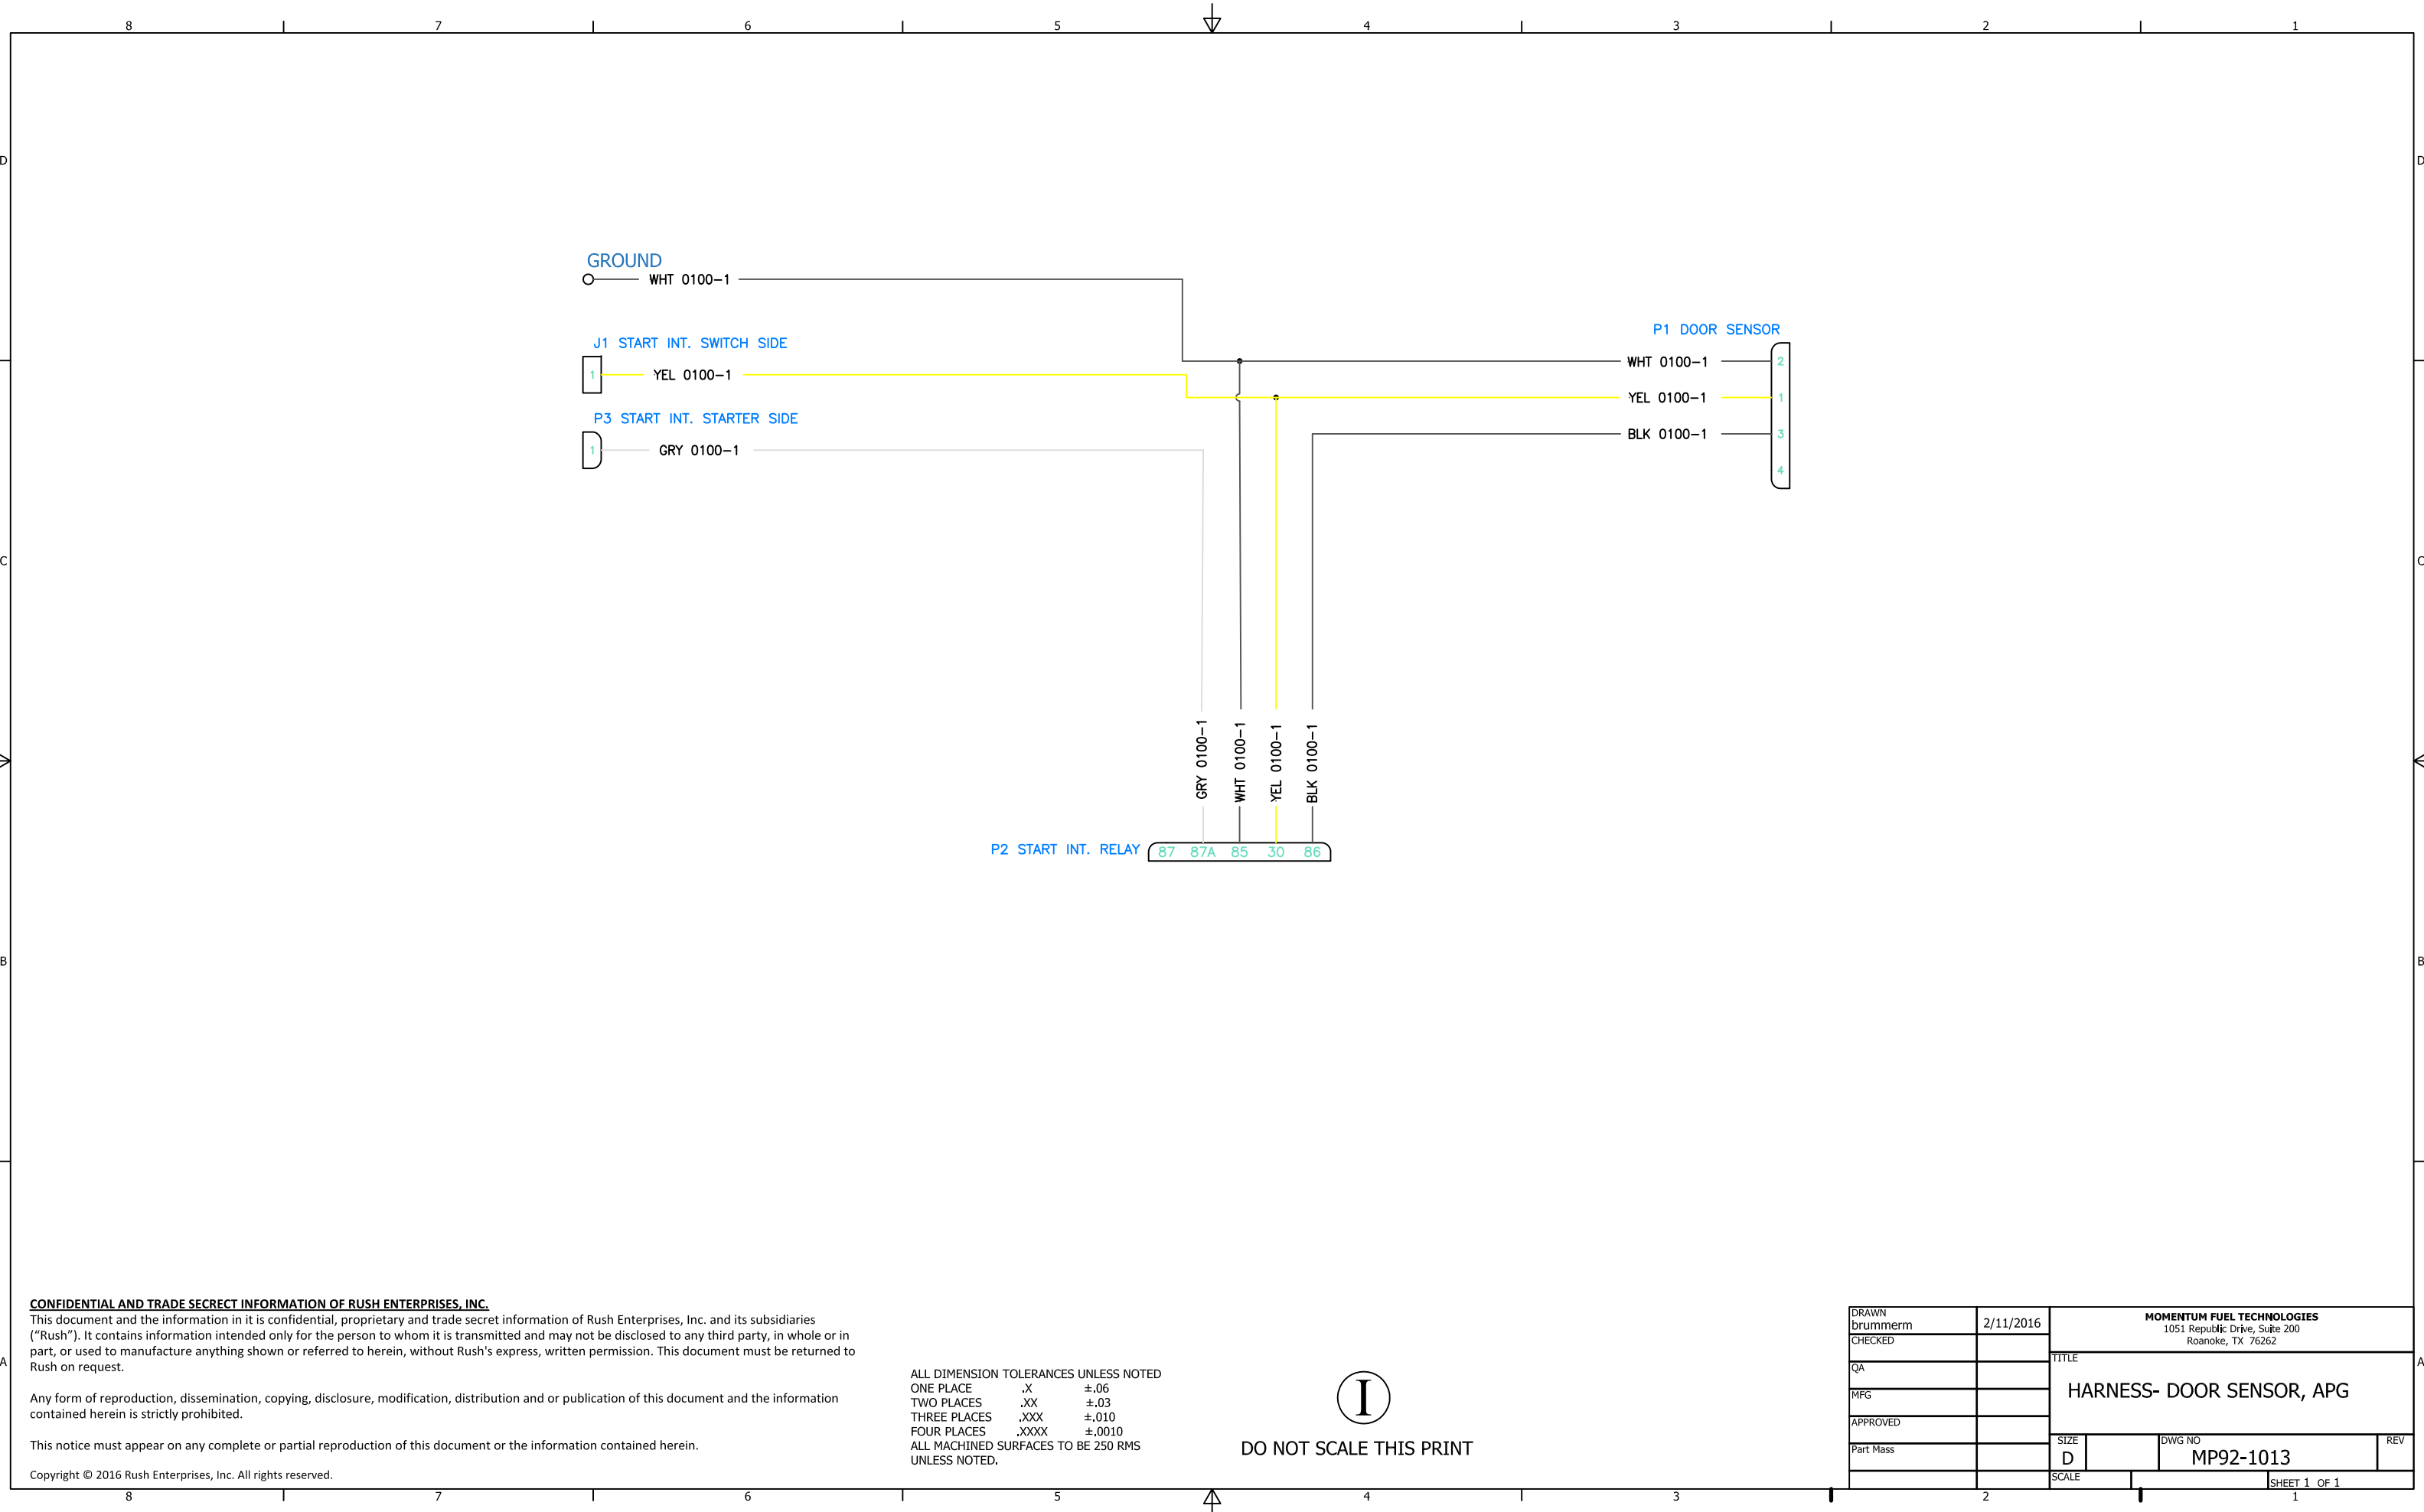 8 7 6 5 4 3 2 1
D D
GROUND
WHT 0100-1
J1 START INT. SWITCH SIDE
1 YEL 0100-1
P3 START INT. STARTER SIDE
1 GRY 0100-1
P1 DOOR SENSOR
WHT 0100-1 2
YEL 0100-1 1
BLK 0100-1 3
4
C C
GRY 0100-1
WHT 0100-1
YEL 0100-1
BLK 0100-1
P2 START INT. RELAY 87 87A 85 30 86
B B
CONFIDENTIAL AND TRADE SECRECT INFORMATION OF RUSH ENTERPRISES, INC.
This document and the information in it is confidential, proprietary and trade secret information of Rush Enterprises, Inc. and its subsidiaries
(“Rush”). It contains information intended only for the person to whom it is transmitted and may not be disclosed to any third party, in whole or in
part, or used to manufacture anything shown or referred to herein, without Rush's express, written permission. This document must be returned to
Rush on request.
Any form of reproduction, dissemination, copying, disclosure, modification, distribution and or publication of this document and the information
contained herein is strictly prohibited.
This notice must appear on any complete or partial reproduction of this document or the information contained herein.
Copyright © 2016 Rush Enterprises, Inc. All rights reserved.
A A
ALL DIMENSION TOLERANCES UNLESS NOTED
ONE PLACE .X ±.06
TWO PLACES .XX ±.03
THREE PLACES .XXX ±.010
FOUR PLACES .XXXX ±.0010
ALL MACHINED SURFACES TO BE 250 RMS
UNLESS NOTED.
I
DO NOT SCALE THIS PRINT
DRAWN
brummerm 2/11/2016
CHECKED
QA
MFG
APPROVED
Part Mass
MOMENTUM FUEL TECHNOLOGIES
1051 Republic Drive, Suite 200
Roanoke, TX 76262
TITLE
HARNESS- DOOR SENSOR, APG
SIZE
D
DWG NO
MP92-1013
REV
SCALE
SHEET 1 OF 1
8 7 6 5 4 3 2 1